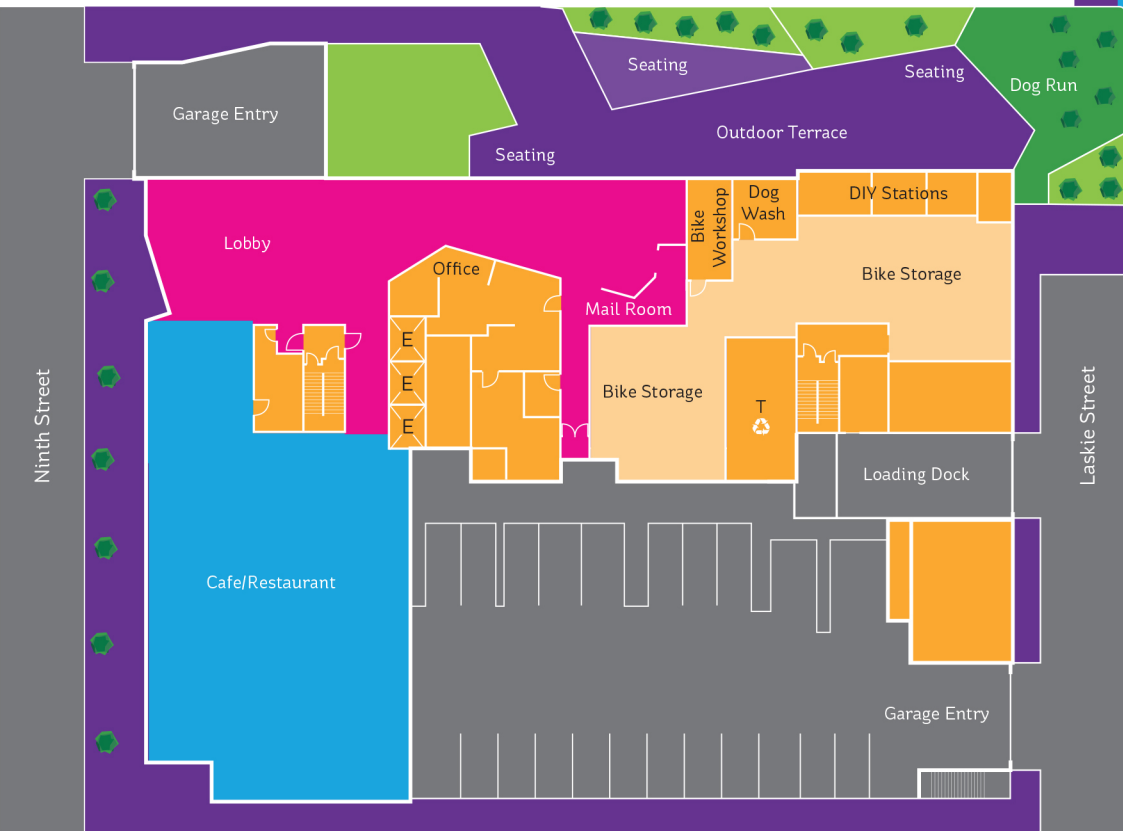 Seating
Seating
Dog Run
Garage Entry
Outdoor Terrace
Seating
Dog
Wash
DIY Stations
Bike
Workshop
Lobby
Office
Bike Storage
Mail Room
E
E
E
Bike Storage
T
Ninth Street
Laskie Street
Loading Dock
Cafe/Restaurant
Garage Entry